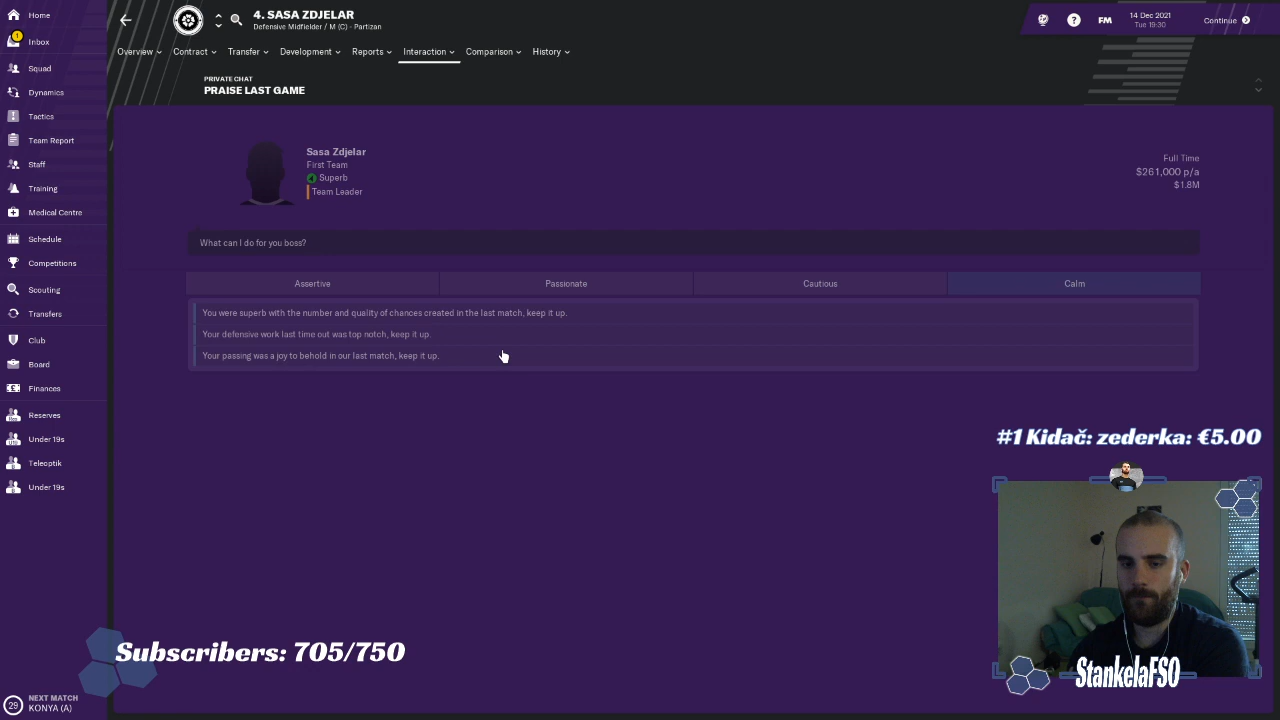 Home
1
Inbox
Squad
Dynamics
Tactics
Team Report
Staff
Training
Medical Centre
Schedule
Competitions
Scouting
Transfers
Club
Board
Finances
Reserves
Under 19s
Teleoptik
Under 19s
29
NEXT MATCH
KONYA (A)
4. SASA ZDJELAR
Defensive Midfielder / M (C) - Partizan
FM
14 Dec 2021
Tue 19:30
Continue
Overview
Contract
Transfer
Development
Reports
Interaction
Comparison
History
PRIVATE CHAT
PRAISE LAST GAME
Sasa Zdjelar
First Team
Superb
Team Leader
Full Time
$261,000 p/a
$1.8M
What can I do for you boss?
Assertive
Passionate
Cautious
Calm
You were superb with the number and quality of chances created in the last match, keep it up.
Your defensive work last time out was top notch, keep it up.
Your passing was a joy to behold in our last match, keep it up.
#1 Kidač: zederka: €5.00
Subscribers: 705/750
StankelaFSO